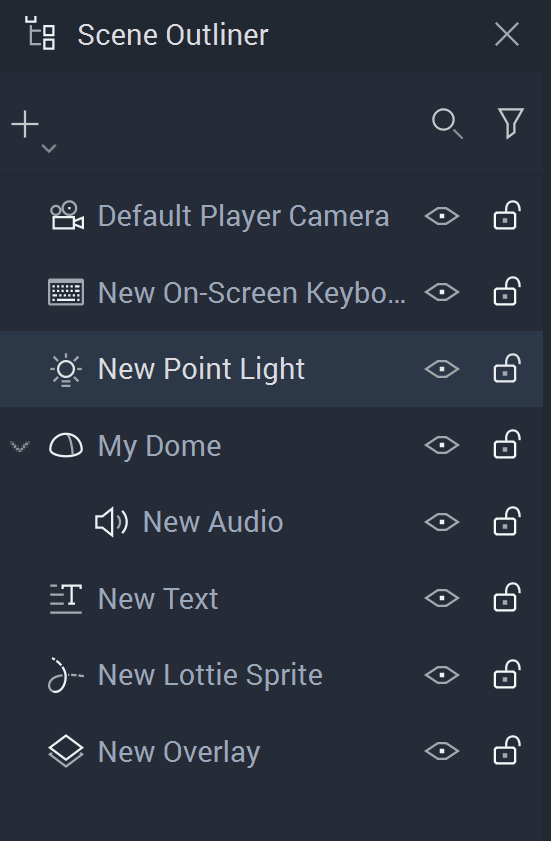 Scene Outliner
Default Player Camera
New On-Screen Keybo...
New Point Light
My Dome
New Audio
New Text
New Lottie Sprite
New Overlay